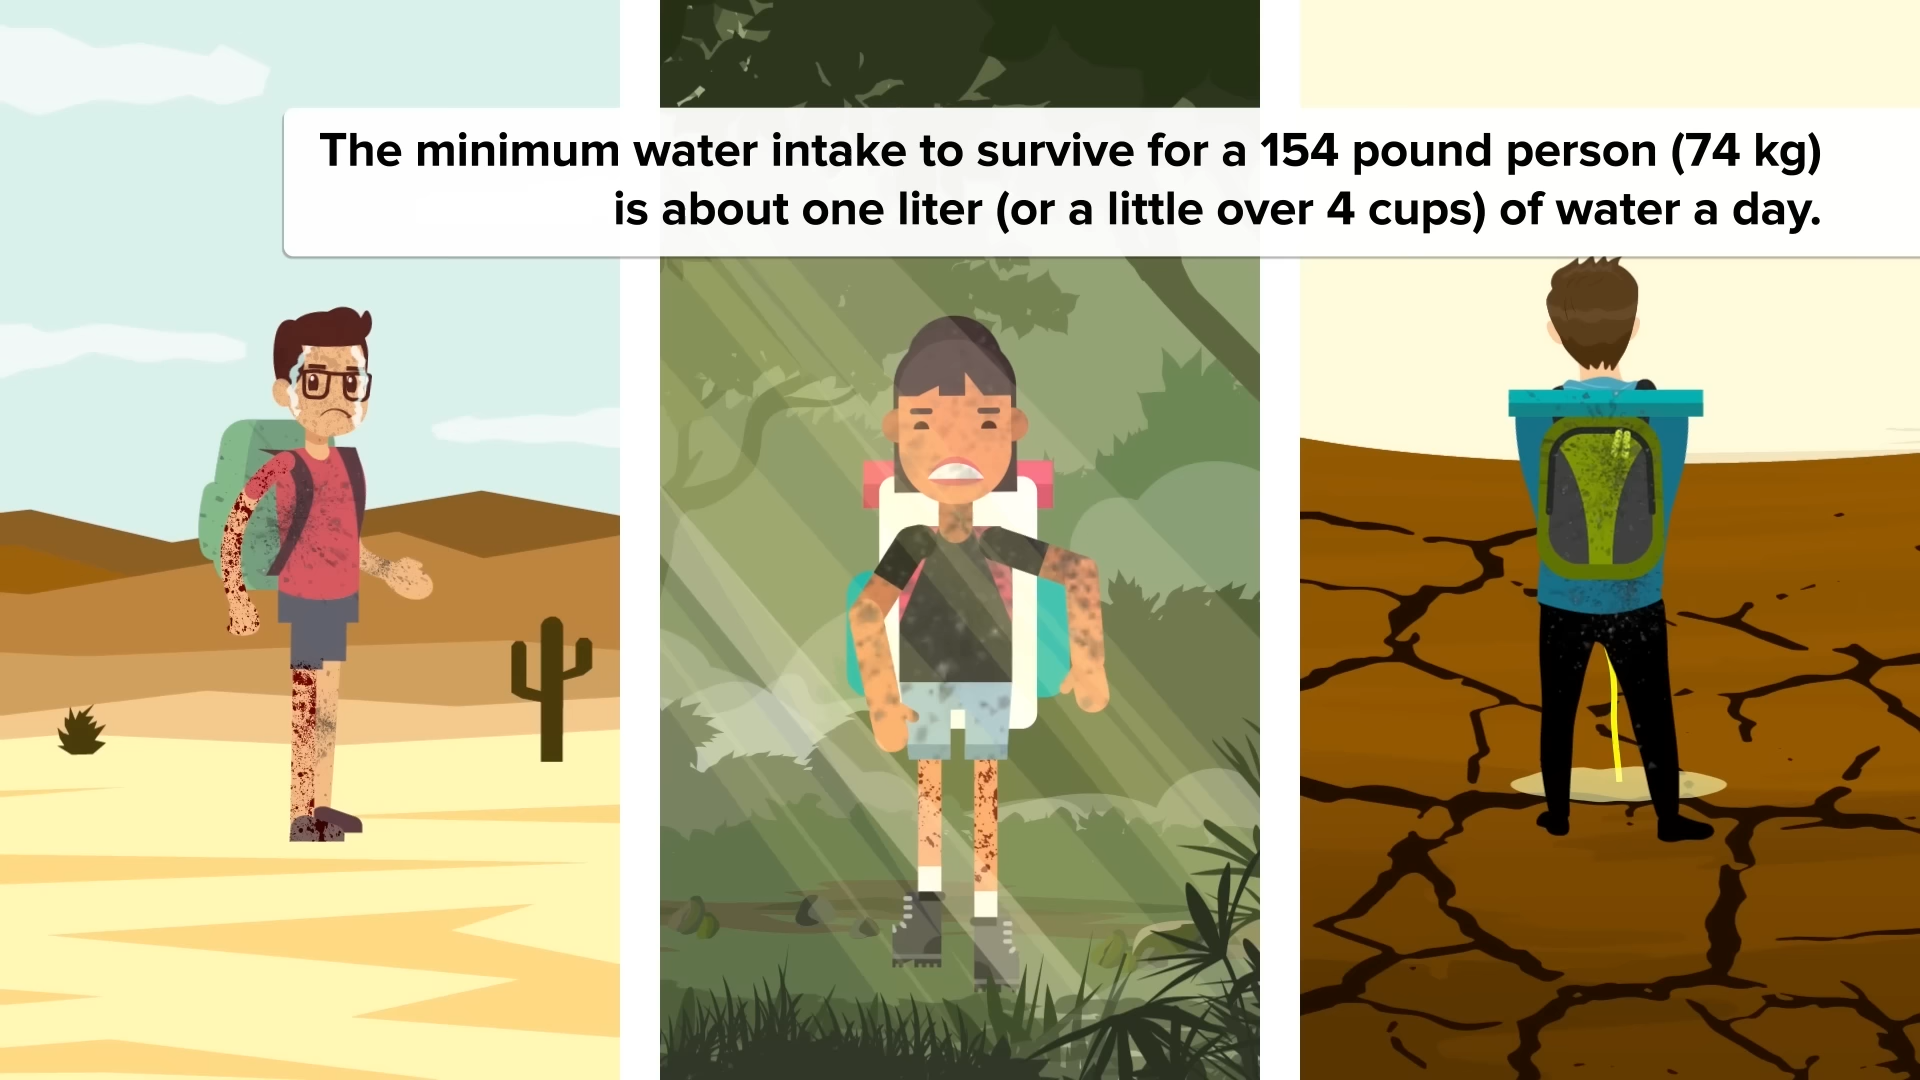 The minimum water intake to survive for a 154 pound person (74 kg)
is about one liter (or a little over 4 cups) of water a day.